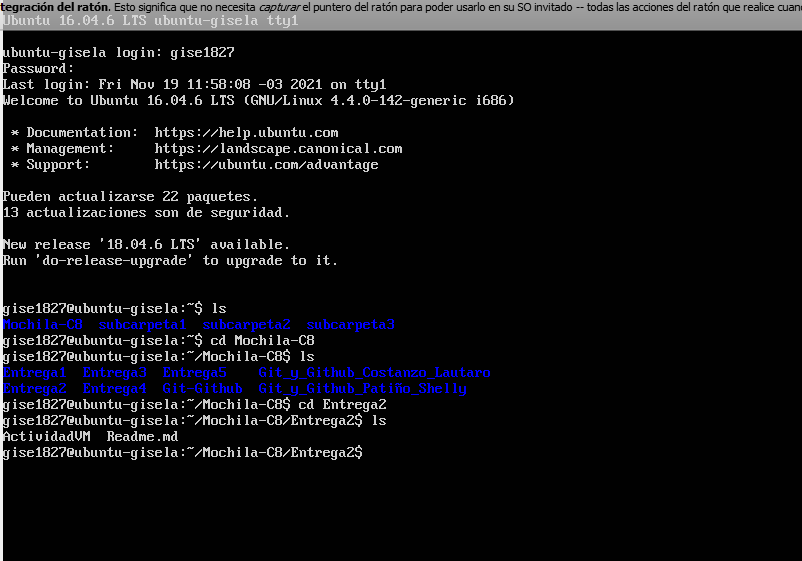 tegración del ratón. Esto significa que no necesita capturar el puntero del ratón para poder usarlo en su SO invitado -- todas las acciones del ratón que realice cuan
Ubuntu 16.04.6 LTS ubuntu-gisela tty1
ubuntu-gisela login: gise1827
Password:
Last login: Fri Nov 19 11:58:08 -03 2021 on tty1
Welcome to Ubuntu 16.04.6 LTS (GNU/Linux 4.4.0-142-generic i686)
* Documentation:  https://help.ubuntu.com
* Management:     https://landscape.canonical.com
* Support:        https://ubuntu.com/advantage
Pueden actualizarse 22 paquetes.
13 actualizaciones son de seguridad.
New release '18.04.6 LTS' available.
Run 'do-release-upgrade' to upgrade to it.
gise1827@ubuntu-gisela:~$ ls
Mochila-C8  subcarpeta1  subcarpeta2  subcarpeta3
gise1827@ubuntu-gisela:~$ cd Mochila-C8
gise1827@ubuntu-gisela:~/Mochila-C8$ ls
Entrega1  Entrega3  Entrega5    Git_y_Github_Costanzo_Lautaro
Entrega2  Entrega4  Git-Github  Git_y_Github_Patiño_Shelly
gise1827@ubuntu-gisela:~/Mochila-C8$ cd Entrega2
gise1827@ubuntu-gisela:~/Mochila-C8/Entrega2$ ls
ActividadVM  Readme.md
gise1827@ubuntu-gisela:~/Mochila-C8/Entrega2$